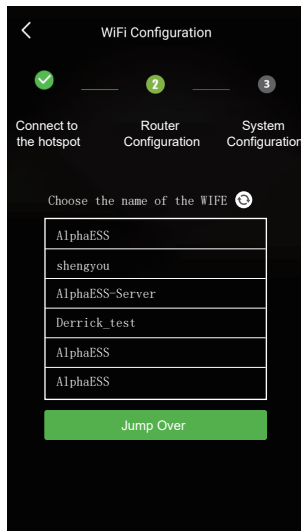 WiFi Configuration
2
3
Connect to the hotspot
Router Configuration
System Configuration
Choose the name of the WIFE
AlphaESS
shengyou
AlphaESS-Server
Derrick_test
AlphaESS
AlphaESS
Jump Over